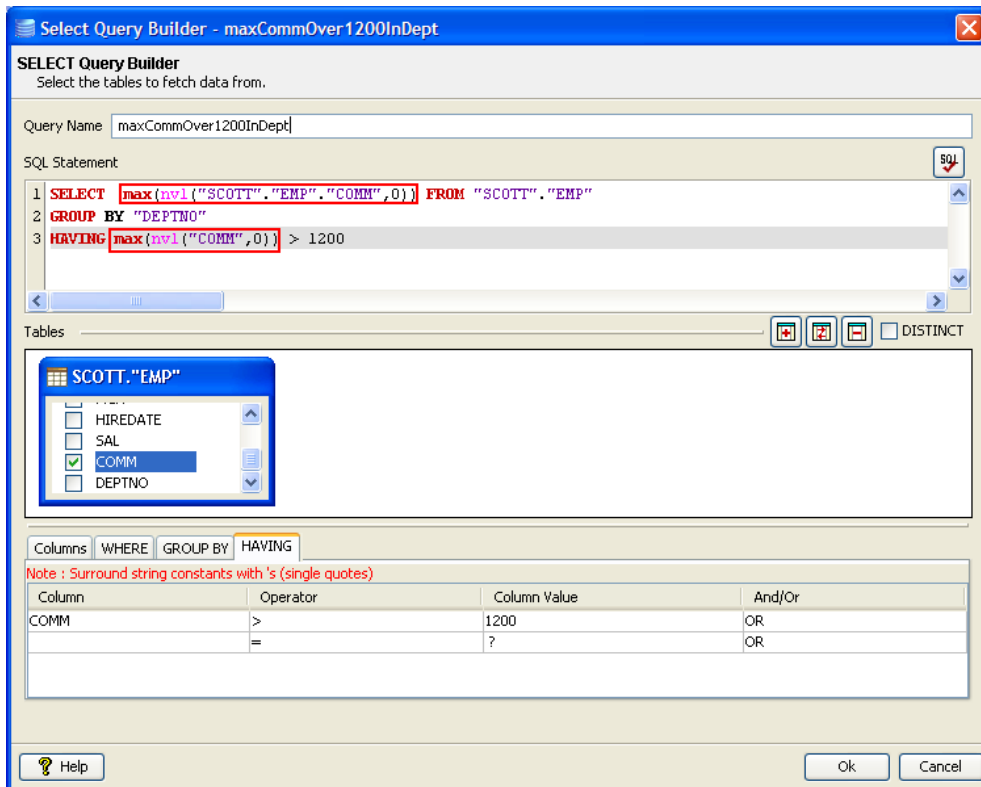 Select Query Builder - maxCommOver1200InDept
SELECT Query Builder
Select the tables to fetch data from.
Query Name maxCommOver1200InDept
SQL Statement
SQL
1 SELECT max(nvl("SCOTT"."EMP"."COMM",0)) FROM "SCOTT"."EMP"
2 GROUP BY "DEPTNO"
3 HAVING max(nvl("COMM",0)) > 1200
Tables
DISTINCT
SCOTT."EMP"
HIREDATE
SAL
COMM
DEPTNO
Columns WHERE GROUP BY HAVING
Note : Surround string constants with 's (single quotes)
Column Operator Column Value And/Or
COMM > 1200 OR
= ? OR
Help Ok Cancel